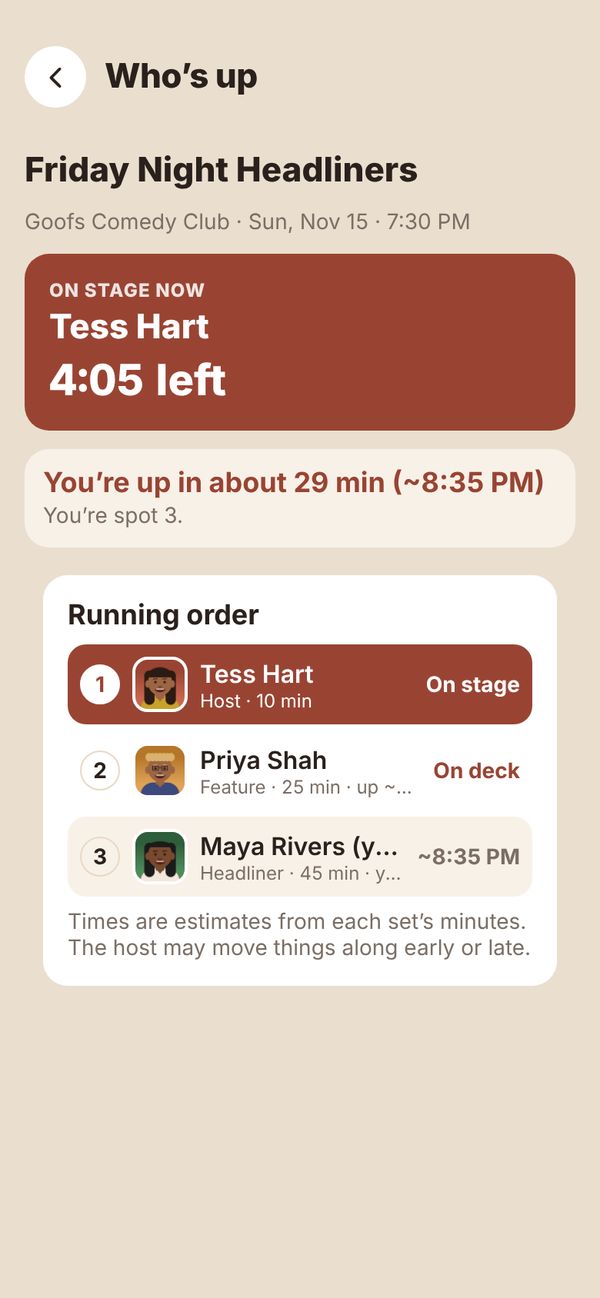 Who’s up
Friday Night Headliners
Goofs Comedy Club · Sun, Nov 15 · 7:30 PM
ON STAGE NOW
Tess Hart
4:05 left
You’re up in about 29 min (~8:35 PM)
You’re spot 3.
Running order
1
Tess Hart
Host · 10 min
On stage
2
Priya Shah
Feature · 25 min · up ~…
On deck
3
Maya Rivers (y…
Headliner · 45 min · y…
~8:35 PM
Times are estimates from each set’s minutes.
The host may move things along early or late.